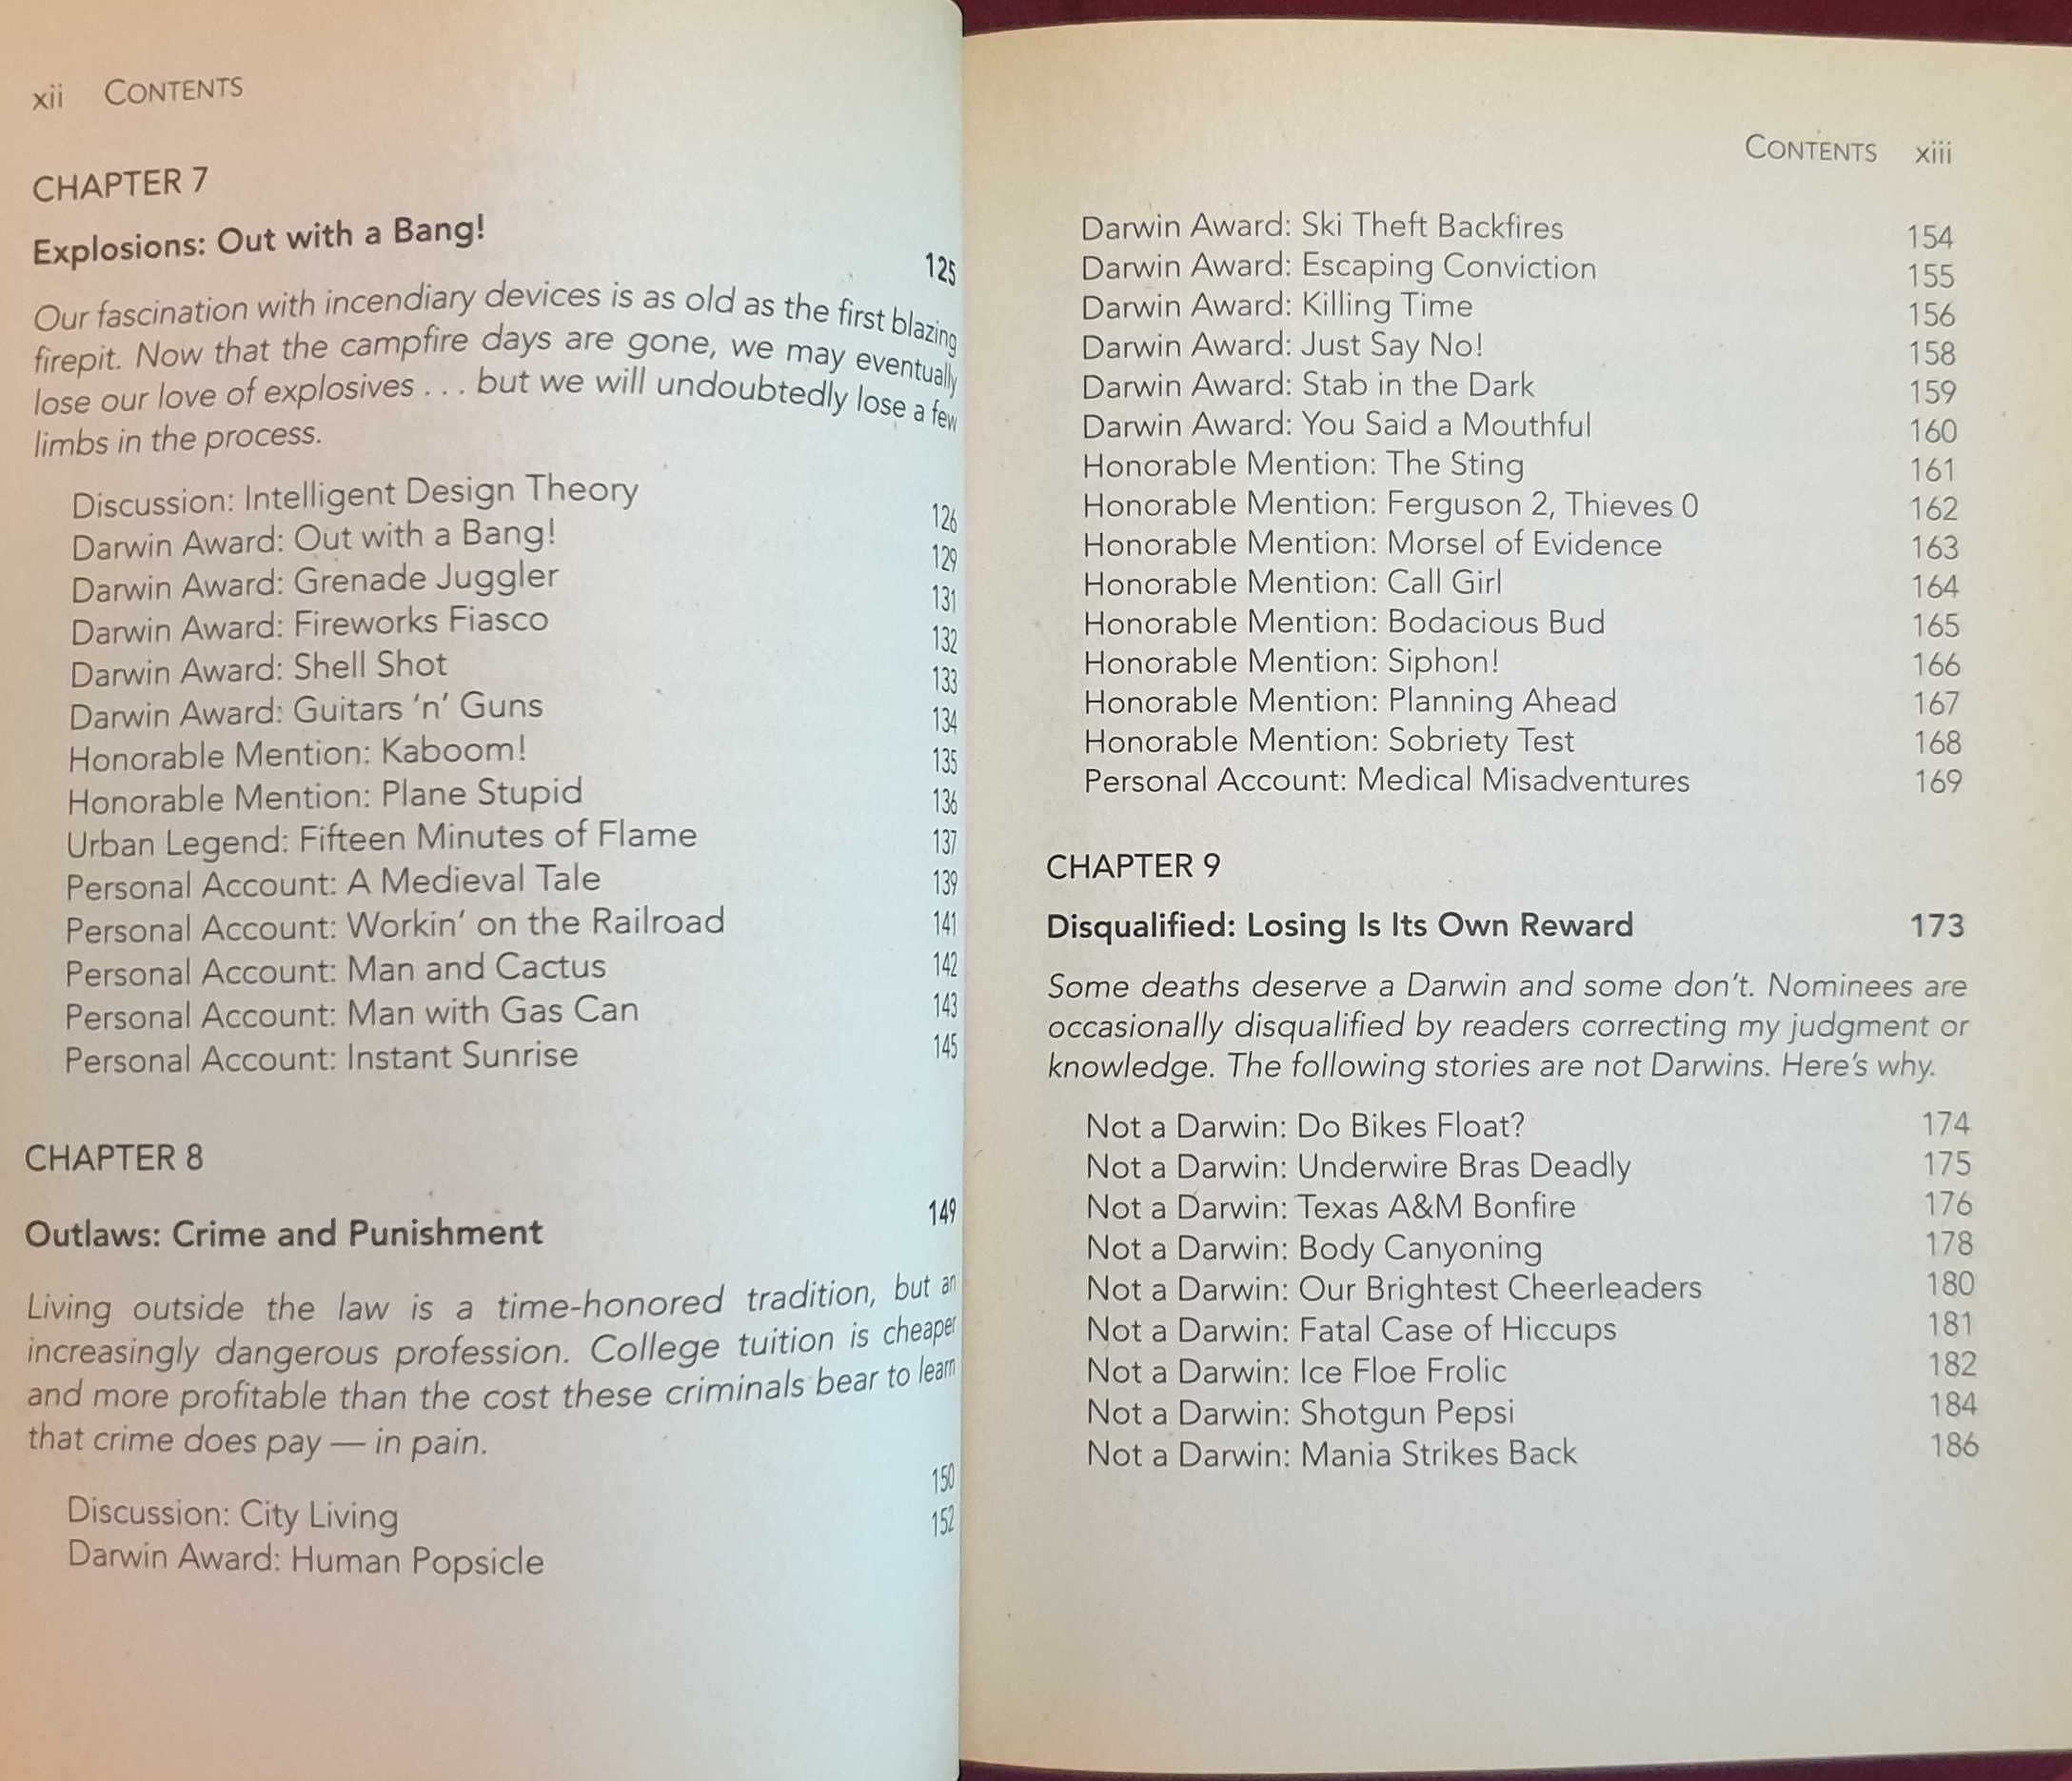 xii CONTENTS
CHAPTER 7
Explosions: Out with a Bang! 125
Our fascination with incendiary devices is as old as the first blazing
firepit. Now that the campfire days are gone, we may eventually
lose our love of explosives . . . but we will undoubtedly lose a few
limbs in the process.
Discussion: Intelligent Design Theory 126
Darwin Award: Out with a Bang! 129
Darwin Award: Grenade Juggler 131
Darwin Award: Fireworks Fiasco 132
Darwin Award: Shell Shot 133
Darwin Award: Guitars ’n’ Guns 134
Honorable Mention: Kaboom! 135
Honorable Mention: Plane Stupid 136
Urban Legend: Fifteen Minutes of Flame 137
Personal Account: A Medieval Tale 139
Personal Account: Workin’ on the Railroad 141
Personal Account: Man and Cactus 142
Personal Account: Man with Gas Can 143
Personal Account: Instant Sunrise 145
CHAPTER 8
Outlaws: Crime and Punishment 149
Living outside the law is a time-honored tradition, but an
increasingly dangerous profession. College tuition is cheaper
and more profitable than the cost these criminals bear to learn
that crime does pay — in pain.
Discussion: City Living 150
Darwin Award: Human Popsicle 152
CONTENTS xiii
Darwin Award: Ski Theft Backfires 154
Darwin Award: Escaping Conviction 155
Darwin Award: Killing Time 156
Darwin Award: Just Say No! 158
Darwin Award: Stab in the Dark 159
Darwin Award: You Said a Mouthful 160
Honorable Mention: The Sting 161
Honorable Mention: Ferguson 2, Thieves 0 162
Honorable Mention: Morsel of Evidence 163
Honorable Mention: Call Girl 164
Honorable Mention: Bodacious Bud 165
Honorable Mention: Siphon! 166
Honorable Mention: Planning Ahead 167
Honorable Mention: Sobriety Test 168
Personal Account: Medical Misadventures 169
CHAPTER 9
Disqualified: Losing Is Its Own Reward 173
Some deaths deserve a Darwin and some don’t. Nominees are
occasionally disqualified by readers correcting my judgment or
knowledge. The following stories are not Darwins. Here’s why.
Not a Darwin: Do Bikes Float? 174
Not a Darwin: Underwire Bras Deadly 175
Not a Darwin: Texas A&M Bonfire 176
Not a Darwin: Body Canyoning 178
Not a Darwin: Our Brightest Cheerleaders 180
Not a Darwin: Fatal Case of Hiccups 181
Not a Darwin: Ice Floe Frolic 182
Not a Darwin: Shotgun Pepsi 184
Not a Darwin: Mania Strikes Back 186